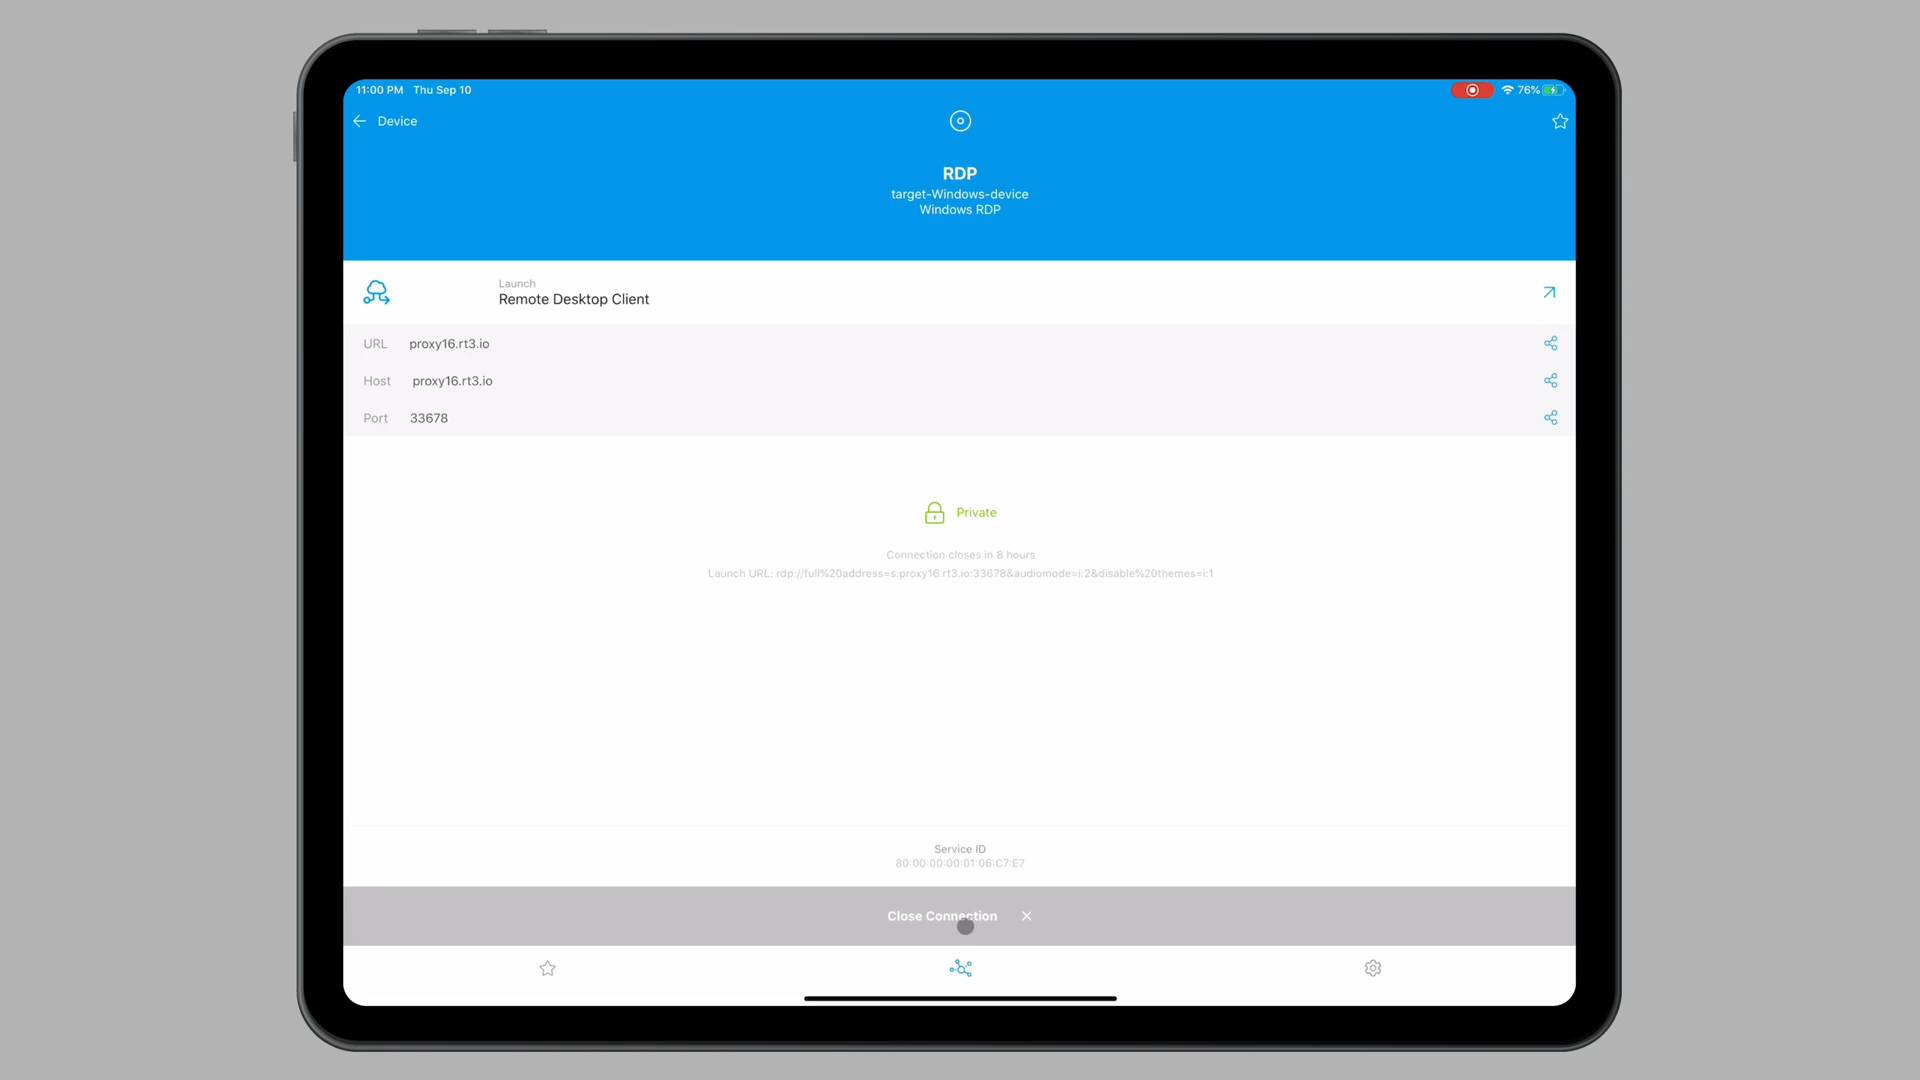 11:00 PM Thu Sep 10
76%
Device
RDP
target-Windows-device
Windows RDP
Launch
Remote Desktop Client
URL proxy16.rt3.io
Host proxy16.rt3.io
Port 33678
Private
Connection closes in 8 hours
Launch URL: rdp://full%20address=s:proxy16.rt3.io:33678&audiomode=i:2&disable%20themes=i:1
Service ID
80:00:00:00:01:06:C7:E7
Close Connection